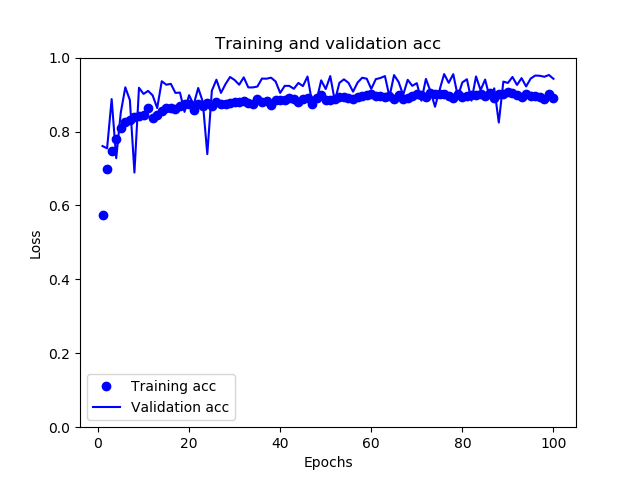 Training and validation acc
1.0
0.8
0.6
0.4
0.2
0.0
Loss
Training acc
Validation acc
0 20 40 60 80 100
Epochs